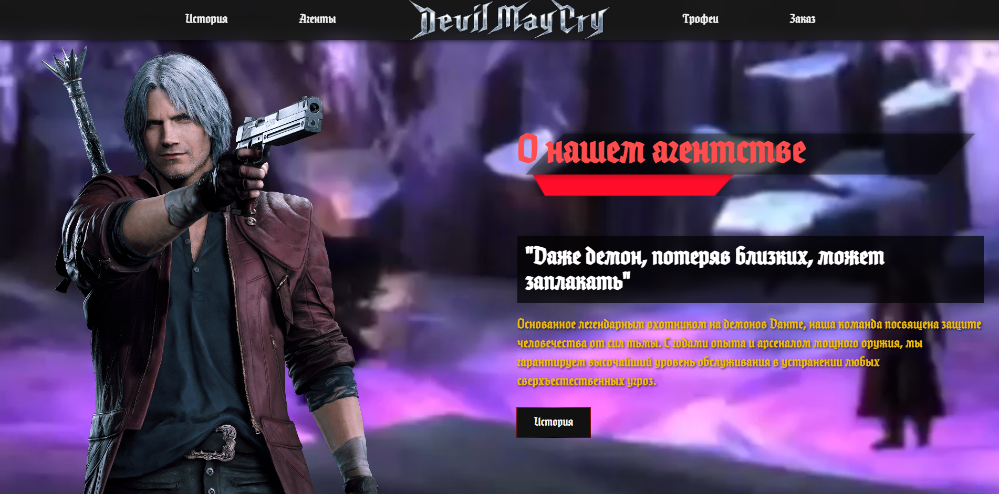 История
Агенты
Devil May Cry
Трофеи
Заказ
О нашем агентстве
"Даже демон, потеряв близких, может
заплакать"
Основанное легендарным охотником на демонов Данте, наша команда посвящена защите
человечества от сил тьмы. С годами опыта и арсеналом мощного оружия, мы
гарантируем высочайший уровень обслуживания в устранении любых
сверхъестественных угроз.
История